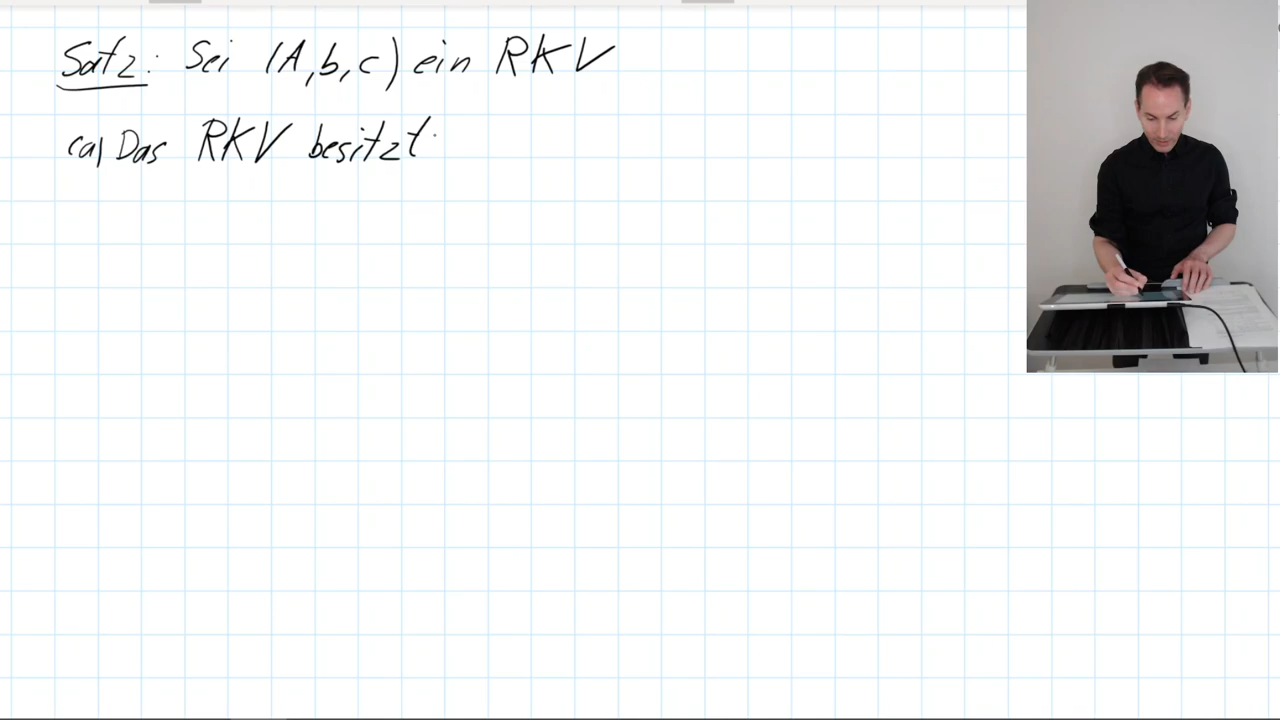 Satz: Sei (A,b,c) ein RKV
(a) Das RKV besitzt